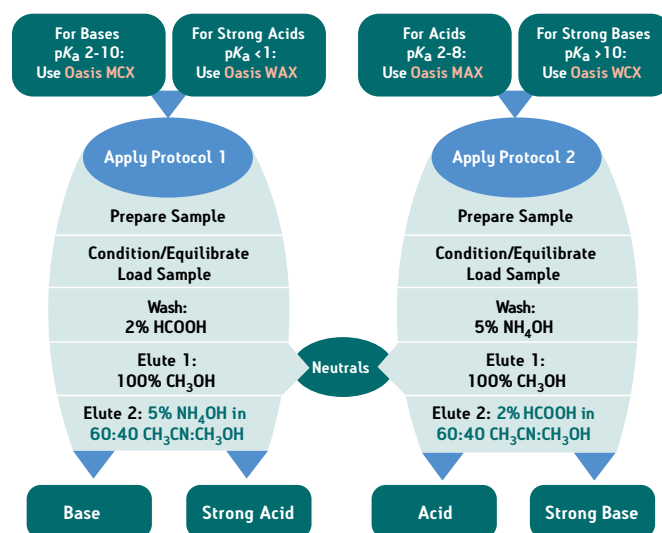 For Bases
pKa 2-10:
Use Oasis MCX
For Strong Acids
pKa <1:
Use Oasis WAX
For Acids
pKa 2-8:
Use Oasis MAX
For Strong Bases
pKa >10:
Use Oasis WCX
Apply Protocol 1
Prepare Sample
Condition/Equilibrate
Load Sample
Wash:
2% HCOOH
Elute 1:
100% CH₃OH
Elute 2: 5% NH₄OH in
60:40 CH₃CN:CH₃OH
Base
Strong Acid
Neutrals
Apply Protocol 2
Prepare Sample
Condition/Equilibrate
Load Sample
Wash:
5% NH₄OH
Elute 1:
100% CH₃OH
Elute 2: 2% HCOOH in
60:40 CH₃CN:CH₃OH
Acid
Strong Base